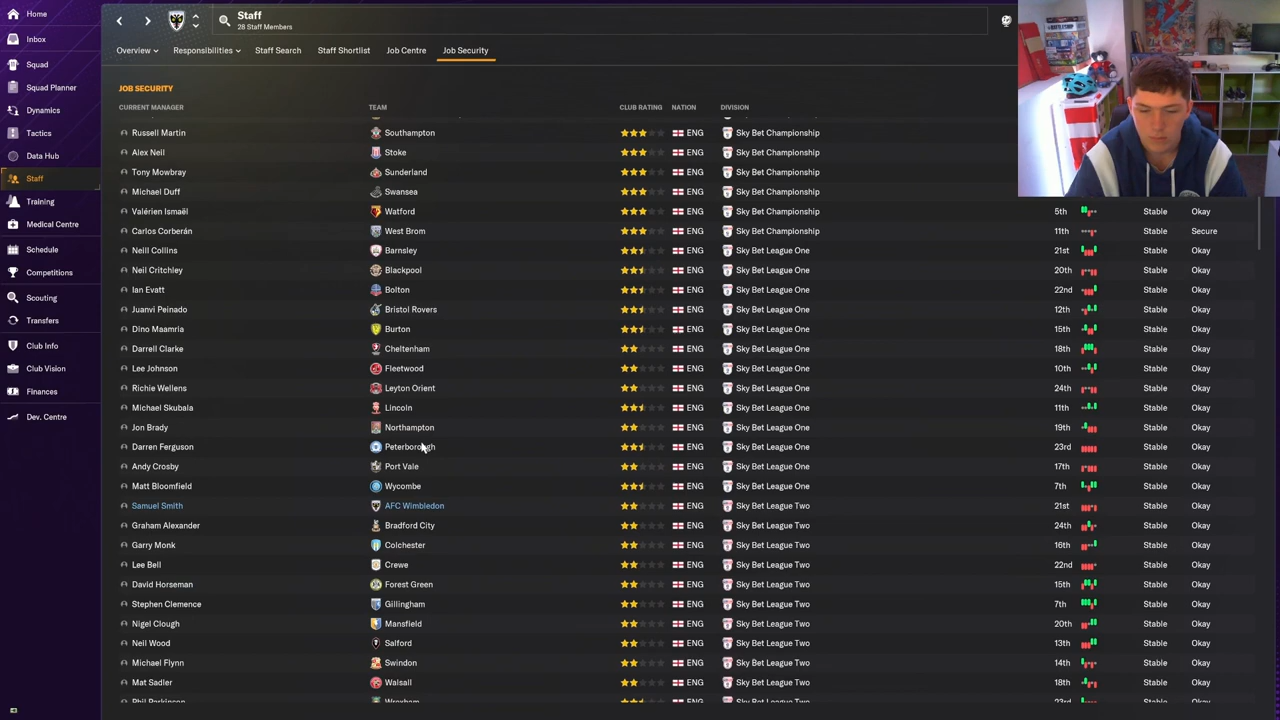 Home
Inbox
Squad
Squad Planner
Dynamics
Tactics
Data Hub
Staff
Training
Medical Centre
Schedule
Competitions
Scouting
Transfers
Club Info
Club Vision
Finances
Dev. Centre
Staff
28 Staff Members
Overview Responsibilities Staff Search Staff Shortlist Job Centre Job Security
JOB SECURITY
CURRENT MANAGER TEAM CLUB RATING NATION DIVISION
Russell Martin Southampton ENG Sky Bet Championship
Alex Neil Stoke ENG Sky Bet Championship
Tony Mowbray Sunderland ENG Sky Bet Championship
Michael Duff Swansea ENG Sky Bet Championship
Valérien Ismaël Watford ENG Sky Bet Championship 5th Stable Okay
Carlos Corberán West Brom ENG Sky Bet Championship 11th Stable Secure
Neill Collins Barnsley ENG Sky Bet League One 21st Stable Okay
Neil Critchley Blackpool ENG Sky Bet League One 20th Stable Okay
Ian Evatt Bolton ENG Sky Bet League One 22nd Stable Okay
Juanvi Peinado Bristol Rovers ENG Sky Bet League One 12th Stable Okay
Dino Maamria Burton ENG Sky Bet League One 15th Stable Okay
Darrell Clarke Cheltenham ENG Sky Bet League One 18th Stable Okay
Lee Johnson Fleetwood ENG Sky Bet League One 10th Stable Okay
Richie Wellens Leyton Orient ENG Sky Bet League One 24th Stable Okay
Michael Skubala Lincoln ENG Sky Bet League One 11th Stable Okay
Jon Brady Northampton ENG Sky Bet League One 19th Stable Okay
Darren Ferguson Peterborough ENG Sky Bet League One 23rd Stable Okay
Andy Crosby Port Vale ENG Sky Bet League One 17th Stable Okay
Matt Bloomfield Wycombe ENG Sky Bet League One 7th Stable Okay
Samuel Smith AFC Wimbledon ENG Sky Bet League Two 21st Stable Okay
Graham Alexander Bradford City ENG Sky Bet League Two 24th Stable Okay
Garry Monk Colchester ENG Sky Bet League Two 16th Stable Okay
Lee Bell Crewe ENG Sky Bet League Two 22nd Stable Okay
David Horseman Forest Green ENG Sky Bet League Two 15th Stable Okay
Stephen Clemence Gillingham ENG Sky Bet League Two 7th Stable Okay
Nigel Clough Mansfield ENG Sky Bet League Two 20th Stable Okay
Neil Wood Salford ENG Sky Bet League Two 13th Stable Okay
Michael Flynn Swindon ENG Sky Bet League Two 14th Stable Okay
Mat Sadler Walsall ENG Sky Bet League Two 18th Stable Okay
Phil Parkinson Wrexham ENG Sky Bet League Two 23rd Stable Okay